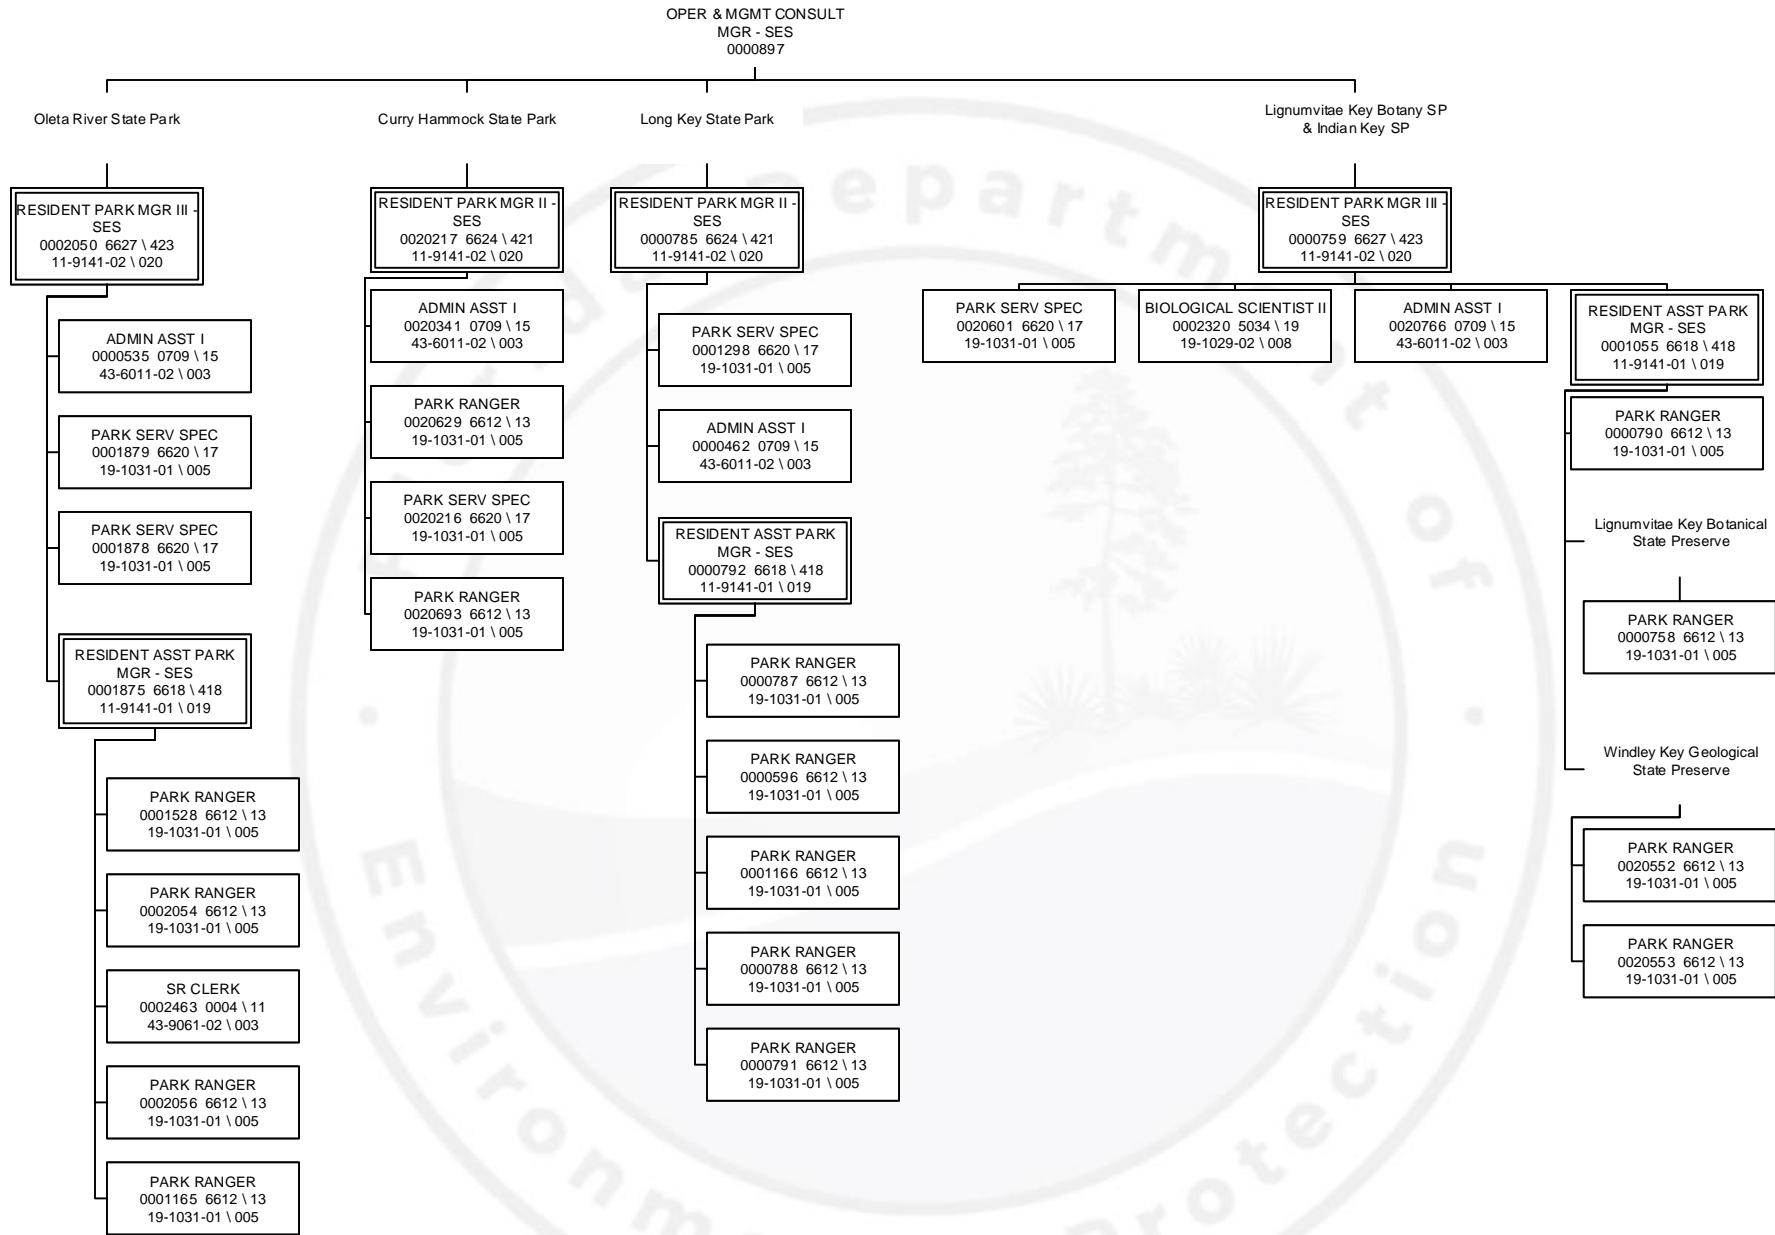 OPER & MGMT CONSULT
MGR - SES
0000897
Oleta River State Park
Curry Hammock State Park
Long Key State Park
Lignumvitae Key Botany SP
& Indian Key SP
RESIDENT PARK MGR III -
SES
0002050 6627 \ 423
11-9141-02 \ 020
ADMIN ASST I
0000535 0709 \ 15
43-6011-02 \ 003
PARK SERV SPEC
0001879 6620 \ 17
19-1031-01 \ 005
PARK SERV SPEC
0001878 6620 \ 17
19-1031-01 \ 005
RESIDENT ASST PARK
MGR - SES
0001875 6618 \ 418
11-9141-01 \ 019
PARK RANGER
0001528 6612 \ 13
19-1031-01 \ 005
PARK RANGER
0002054 6612 \ 13
19-1031-01 \ 005
SR CLERK
0002463 0004 \ 11
43-9061-02 \ 003
PARK RANGER
0002056 6612 \ 13
19-1031-01 \ 005
PARK RANGER
0001165 6612 \ 13
19-1031-01 \ 005
RESIDENT PARK MGR II -
SES
0020217 6624 \ 421
11-9141-02 \ 020
ADMIN ASST I
0020341 0709 \ 15
43-6011-02 \ 003
PARK RANGER
0020629 6612 \ 13
19-1031-01 \ 005
PARK SERV SPEC
0020216 6620 \ 17
19-1031-01 \ 005
PARK RANGER
0020693 6612 \ 13
19-1031-01 \ 005
RESIDENT PARK MGR II -
SES
0000785 6624 \ 421
11-9141-02 \ 020
PARK SERV SPEC
0001298 6620 \ 17
19-1031-01 \ 005
ADMIN ASST I
0000462 0709 \ 15
43-6011-02 \ 003
RESIDENT ASST PARK
MGR - SES
0000792 6618 \ 418
11-9141-01 \ 019
PARK RANGER
0000787 6612 \ 13
19-1031-01 \ 005
PARK RANGER
0000596 6612 \ 13
19-1031-01 \ 005
PARK RANGER
0001166 6612 \ 13
19-1031-01 \ 005
PARK RANGER
0000788 6612 \ 13
19-1031-01 \ 005
PARK RANGER
0000791 6612 \ 13
19-1031-01 \ 005
RESIDENT PARK MGR III -
SES
0000759 6627 \ 423
11-9141-02 \ 020
PARK SERV SPEC
0020601 6620 \ 17
19-1031-01 \ 005
BIOLOGICAL SCIENTIST II
0002320 5034 \ 19
19-1029-02 \ 008
ADMIN ASST I
0020766 0709 \ 15
43-6011-02 \ 003
RESIDENT ASST PARK
MGR - SES
0001055 6618 \ 418
11-9141-01 \ 019
PARK RANGER
0000790 6612 \ 13
19-1031-01 \ 005
Lignumvitae Key Botanical
State Preserve
PARK RANGER
0000758 6612 \ 13
19-1031-01 \ 005
Windley Key Geological
State Preserve
PARK RANGER
0020552 6612 \ 13
19-1031-01 \ 005
PARK RANGER
0020553 6612 \ 13
19-1031-01 \ 005
Department of
Protection